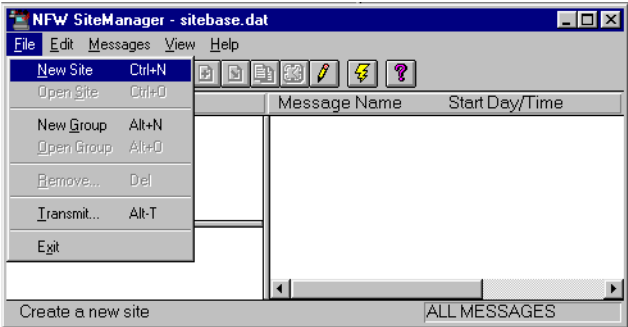 NFW SiteManager - sitebase.dat
File Edit Messages View Help
New Site Ctrl+N
Open Site Ctrl+O
Message Name Start Day/Time
New Group Alt+N
Open Group Alt+O
Remove... Del
Transmit... Alt-T
Exit
Create a new site ALL MESSAGES